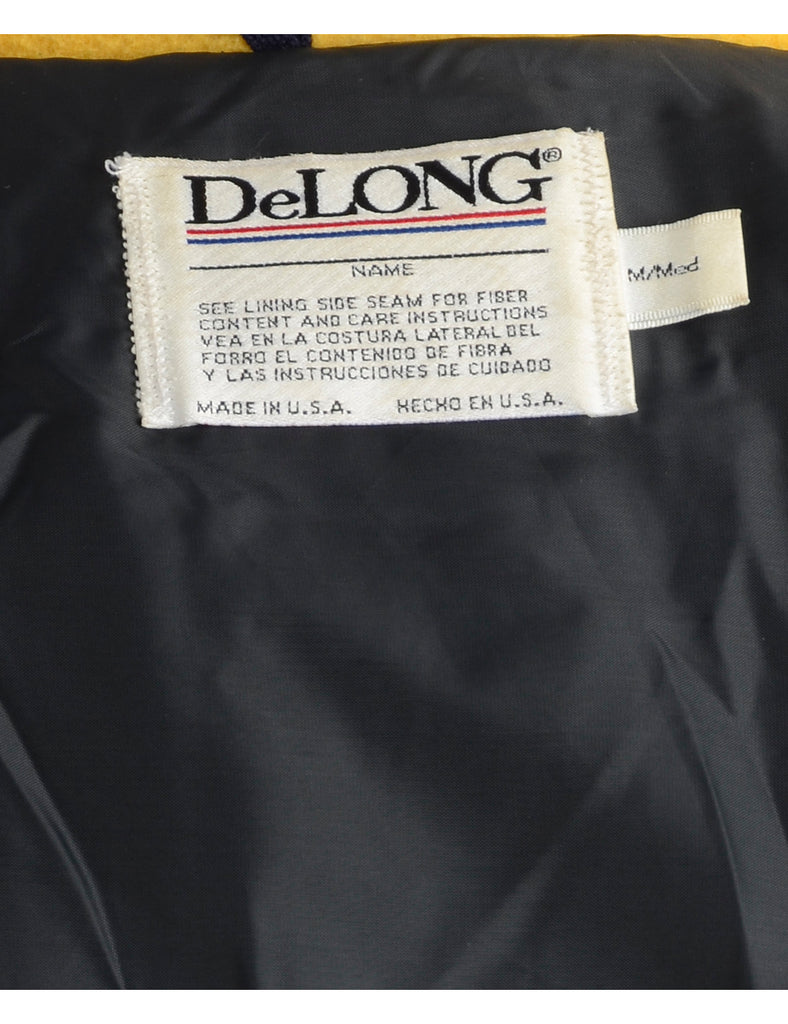 DeLONG®
NAME
M/Med
SEE LINING SIDE SEAM FOR FIBER
CONTENT AND CARE INSTRUCTIONS
VEA EN LA COSTURA LATERAL DEL
FORRO EL CONTENIDO DE FIBRA
Y LAS INSTRUCCIONES DE CUIDADO
MADE IN U.S.A. HECHO EN U.S.A.